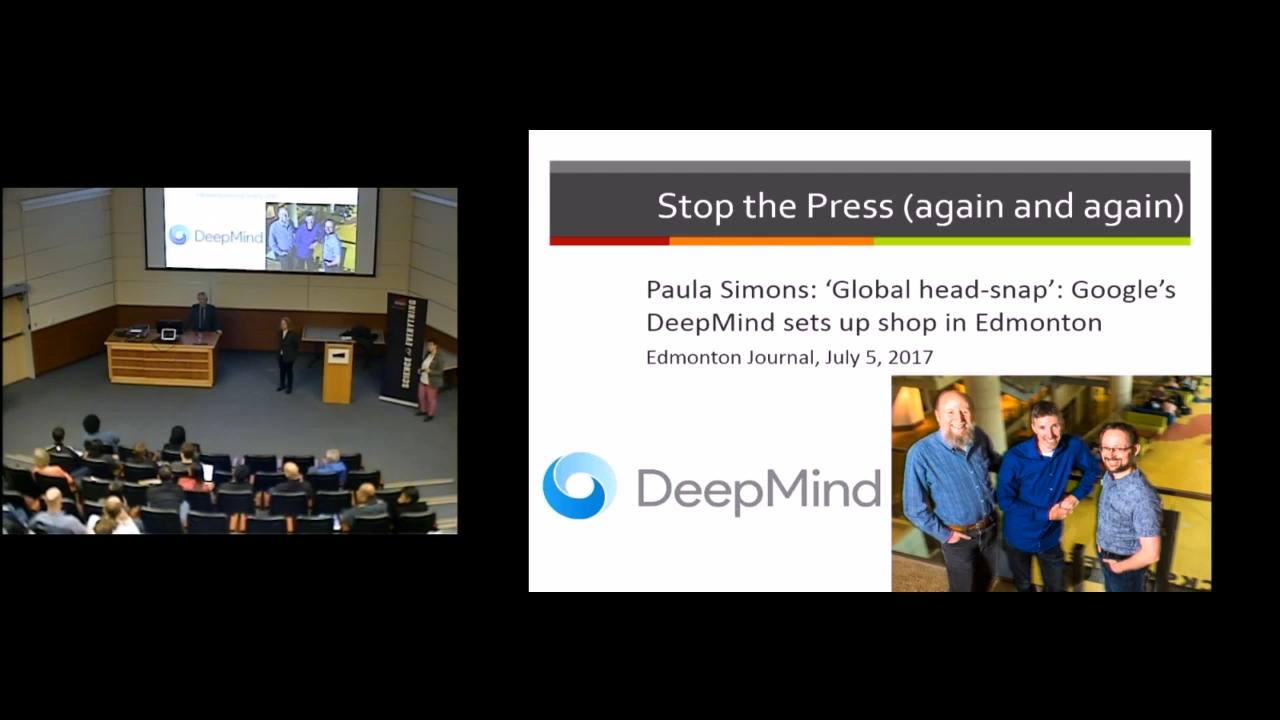 Stop the Press (again and again)
Paula Simons: ‘Global head-snap’: Google’s
DeepMind sets up shop in Edmonton
Edmonton Journal, July 5, 2017
DeepMind
DeepMind